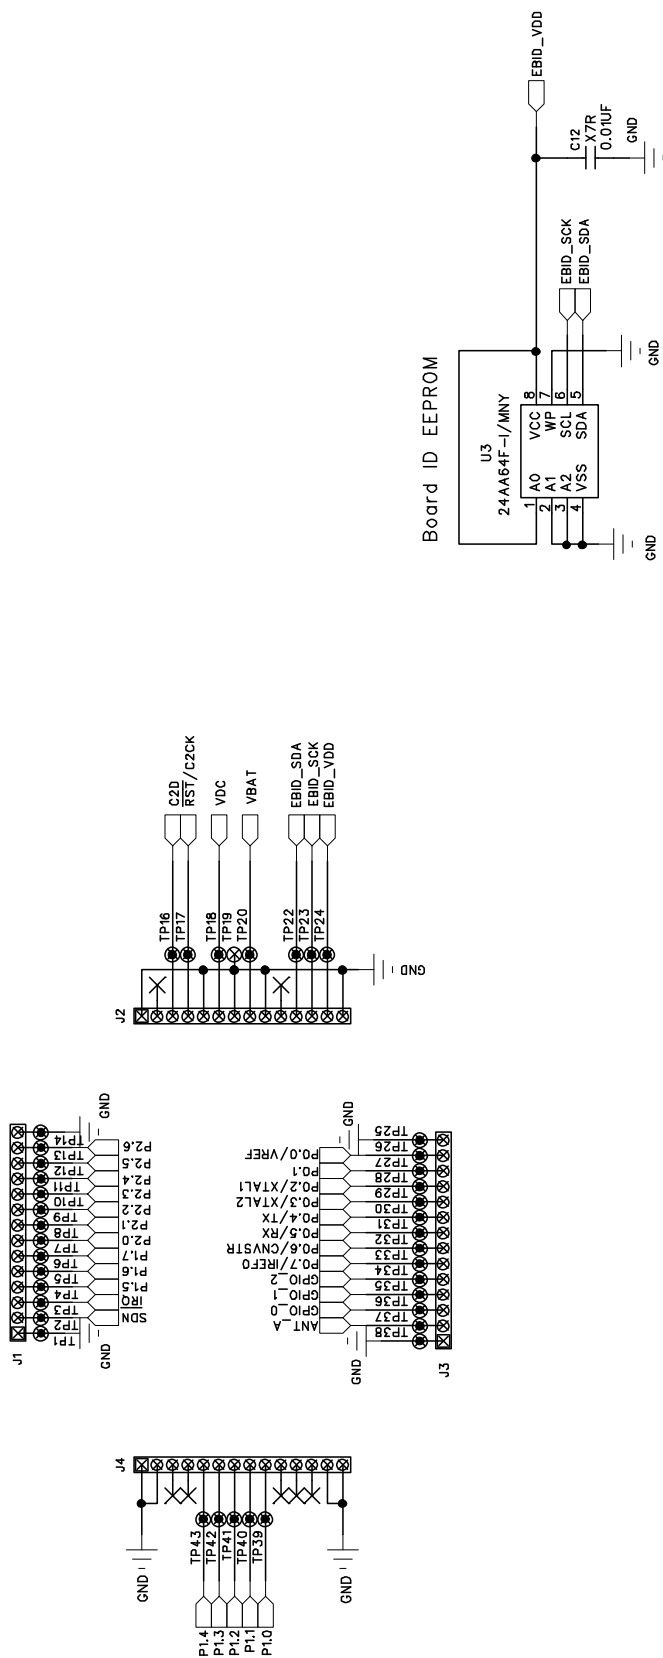 EBID_VDD
C12
X7R
0.01UF
GND
EBID_SCK
EBID_SDA
GND
Board ID EEPROM
U3
24AA64F-I/MNY
8 VCC
7 WP
6 SCL
5 SDA
1 A0
2 A1
3 A2
4 VSS
GND
C2D
RST/C2CK
VDC
VBAT
EBID_SDA
EBID_SCK
EBID_VDD
TP16
TP17
TP18
TP19
TP20
TP22
TP23
TP24
GND
J2
GND
TP14
TP13
TP12
TP11
TP10
TP9
TP8
TP7
TP6
TP5
TP4
TP3
TP2
TP1
P2.6
P2.5
P2.4
P2.3
P2.2
P2.1
P2.0
P1.7
P1.6
P1.5
IRQ
SDN
GND
J1
GND
P0.0/VREF
P0.1
P0.2/XTAL1
P0.3/XTAL2
P0.4/TX
P0.5/RX
P0.6/CNVSTR
P0.7/IREF0
GPIO_2
GPIO_1
GPIO_0
ANT_A
TP25
TP26
TP27
TP28
TP29
TP30
TP31
TP32
TP33
TP34
TP35
TP36
TP37
TP38
GND
J3
J4
GND
GND
TP43
TP42
TP41
TP40
TP39
P1.4
P1.3
P1.2
P1.1
P1.0